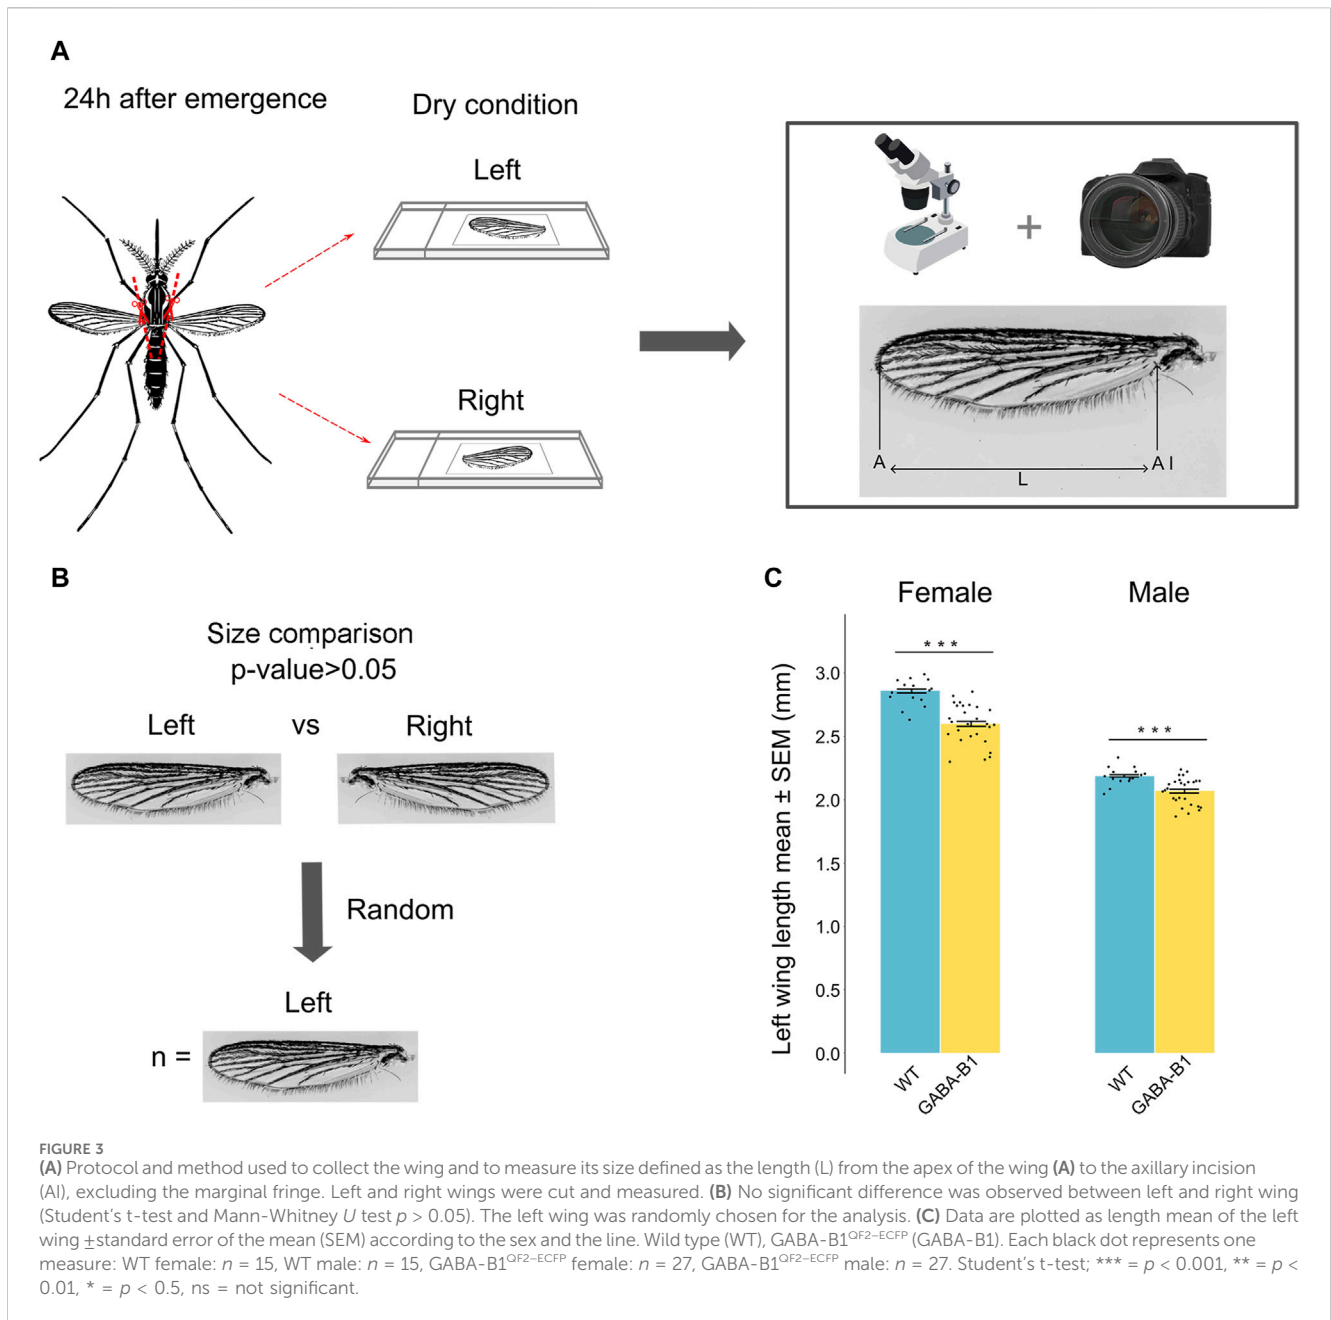 A
24h after emergence
Dry condition
Left
Right
+
A
A I
L
B
Size comparison
p-value>0.05
Left vs Right
Random
Left
n =
C
Female
Male
Left wing length mean ± SEM (mm)
3.0
2.5
2.0
1.5
1.0
0.5
0.0
***
***
WT
GABA-B1
WT
GABA-B1
FIGURE 3
(A) Protocol and method used to collect the wing and to measure its size defined as the length (L) from the apex of the wing (A) to the axillary incision
(AI), excluding the marginal fringe. Left and right wings were cut and measured. (B) No significant difference was observed between left and right wing
(Student's t-test and Mann-Whitney U test p > 0.05). The left wing was randomly chosen for the analysis. (C) Data are plotted as length mean of the left
wing ±standard error of the mean (SEM) according to the sex and the line. Wild type (WT), GABA-B1QF2−ECFP (GABA-B1). Each black dot represents one
measure: WT female: n = 15, WT male: n = 15, GABA-B1QF2−ECFP female: n = 27, GABA-B1QF2−ECFP male: n = 27. Student's t-test; *** = p < 0.001, ** = p <
0.01, * = p < 0.5, ns = not significant.